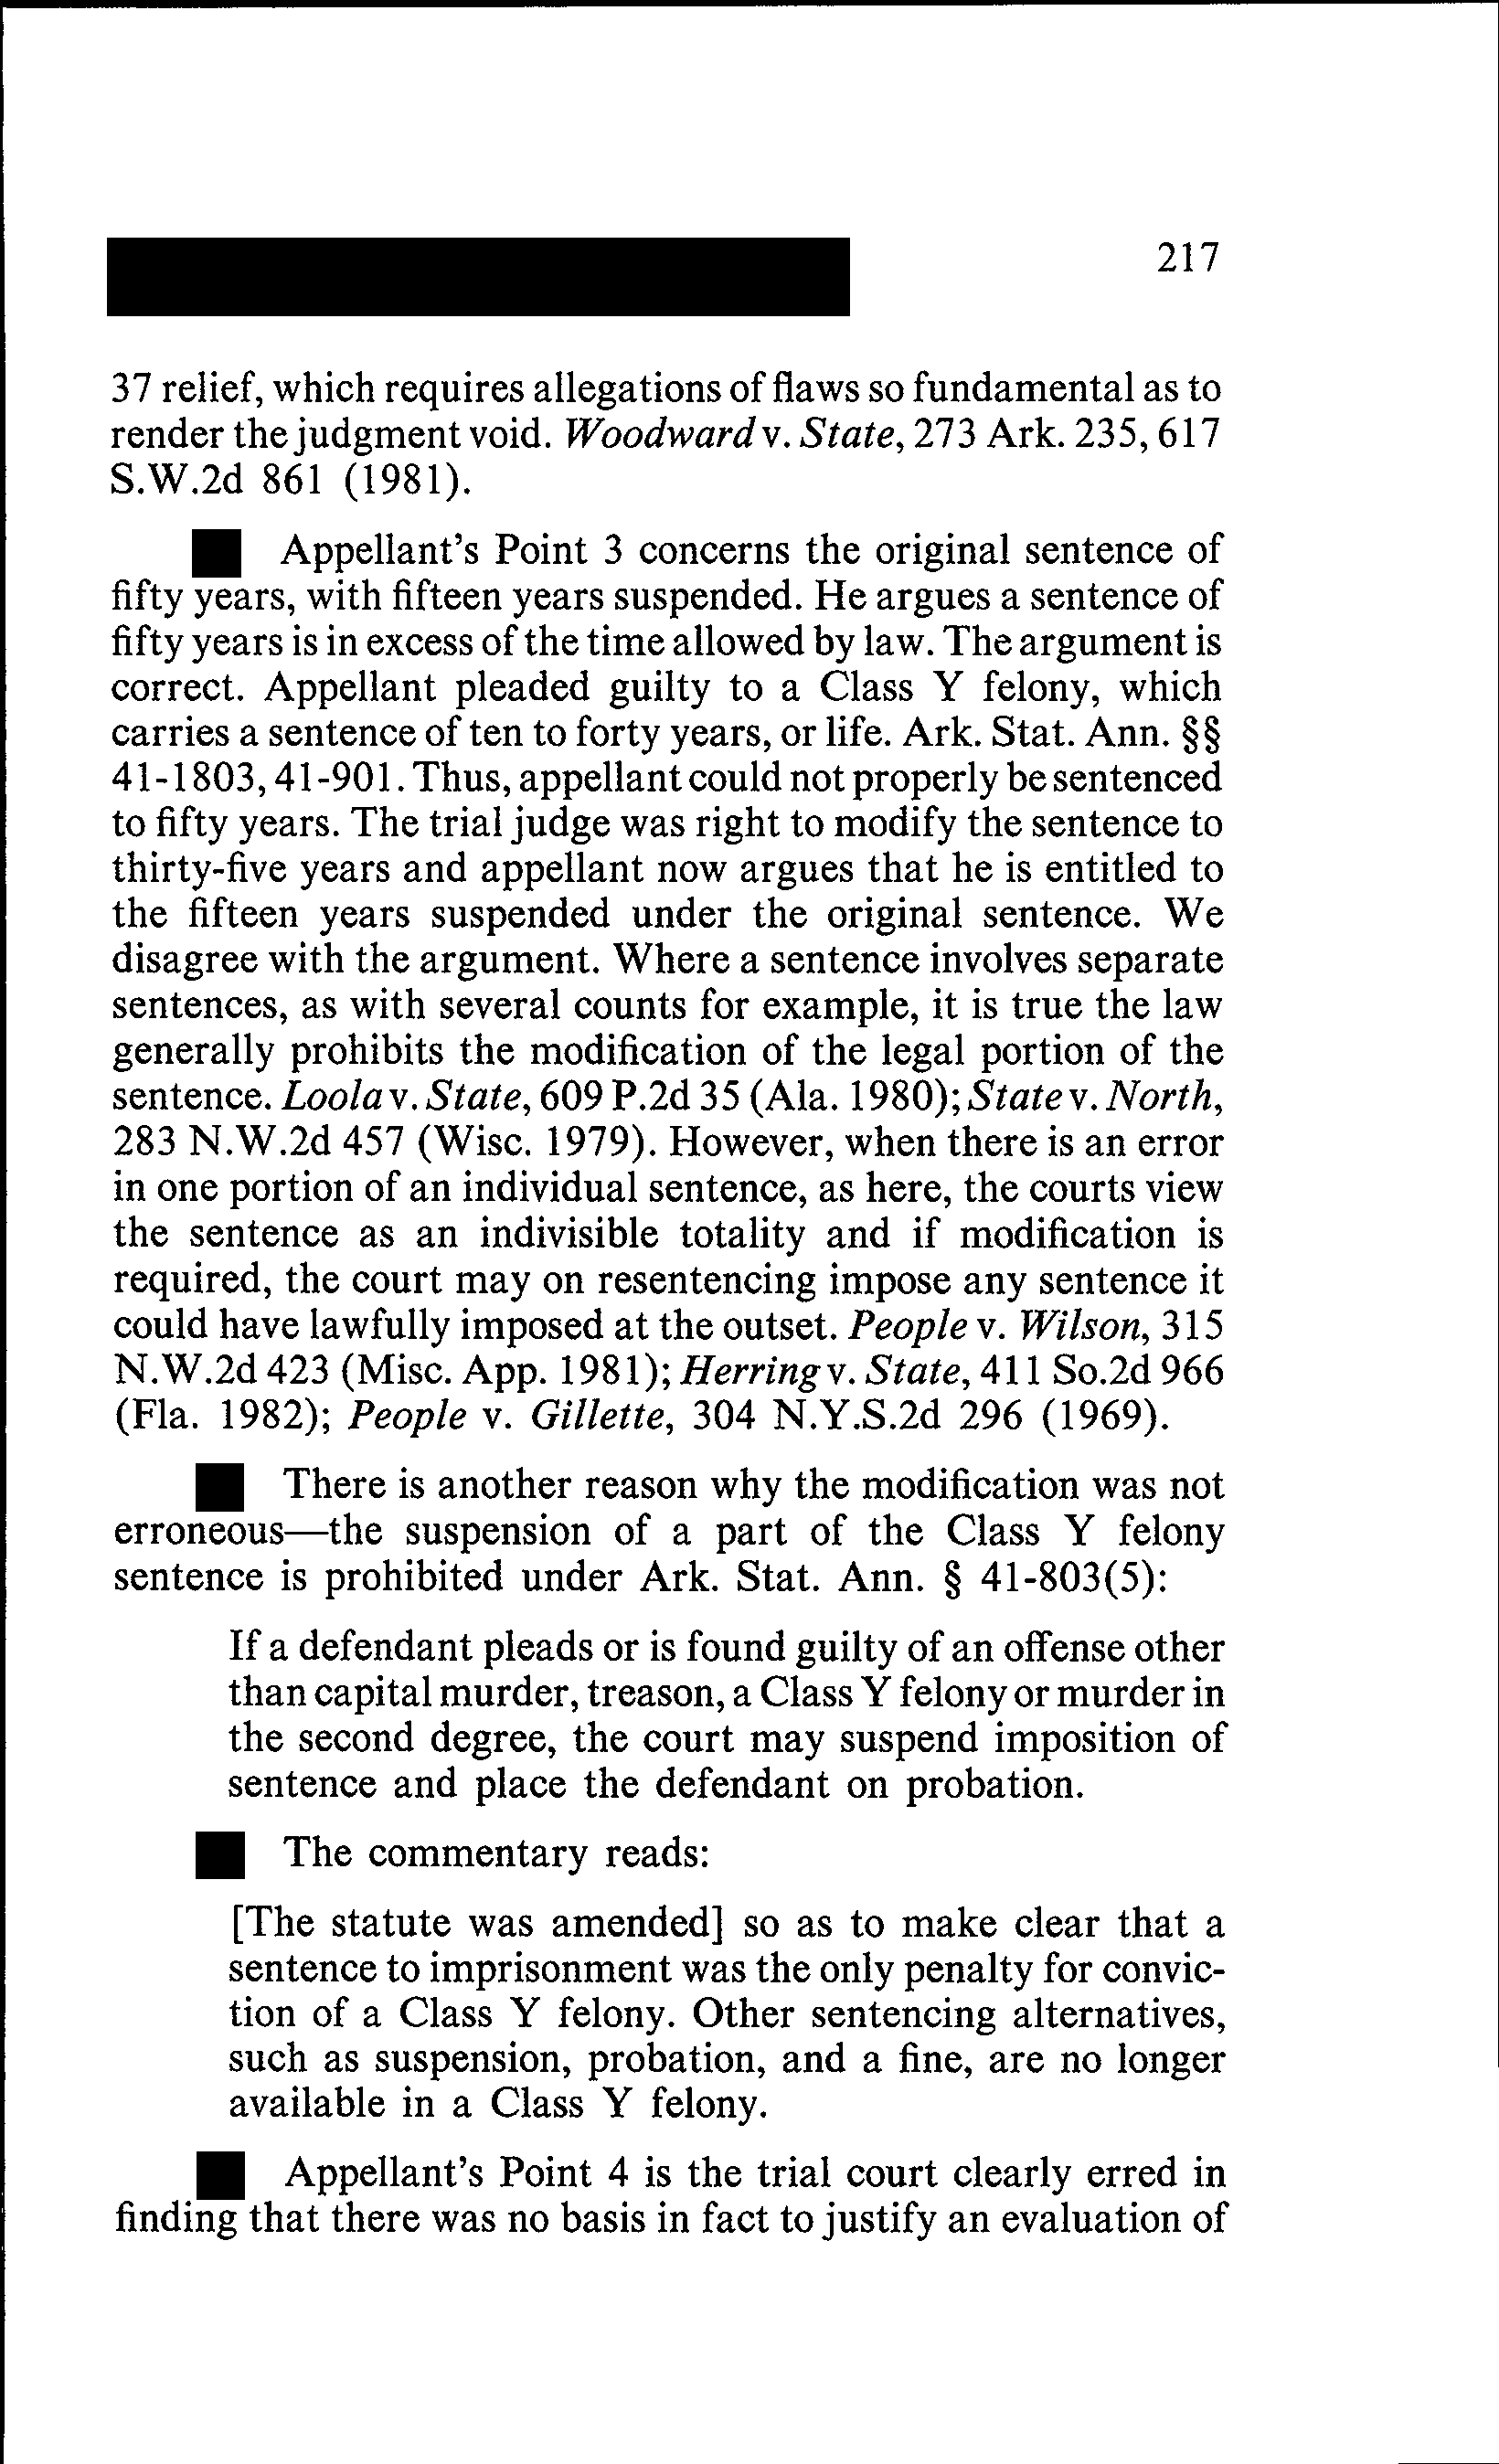 217
37 relief, which requires allegations of flaws so fundamental as to
render the judgment void. Woodward v. State, 273 Ark. 235, 617
S.W.2d 861 (1981).
Appellant's Point 3 concerns the original sentence of
fifty years, with fifteen years suspended. He argues a sentence of
fifty years is in excess of the time allowed by law. The argument is
correct. Appellant pleaded guilty to a Class Y felony, which
carries a sentence of ten to forty years, or life. Ark. Stat. Ann. §§
41-1803, 41-901. Thus, appellant could not properly be sentenced
to fifty years. The trial judge was right to modify the sentence to
thirty-five years and appellant now argues that he is entitled to
the fifteen years suspended under the original sentence. We
disagree with the argument. Where a sentence involves separate
sentences, as with several counts for example, it is true the law
generally prohibits the modification of the legal portion of the
sentence. Loola v. State, 609 P.2d 35 (Ala. 1980); State v. North,
283 N.W.2d 457 (Wisc. 1979). However, when there is an error
in one portion of an individual sentence, as here, the courts view
the sentence as an indivisible totality and if modification is
required, the court may on resentencing impose any sentence it
could have lawfully imposed at the outset. People v. Wilson, 315
N.W.2d 423 (Misc. App. 1981); Herring v. State, 411 So.2d 966
(Fla. 1982); People v. Gillette, 304 N.Y.S.2d 296 (1969).
There is another reason why the modification was not
erroneous—the suspension of a part of the Class Y felony
sentence is prohibited under Ark. Stat. Ann. § 41-803(5):
If a defendant pleads or is found guilty of an offense other
than capital murder, treason, a Class Y felony or murder in
the second degree, the court may suspend imposition of
sentence and place the defendant on probation.
The commentary reads:
[The statute was amended] so as to make clear that a
sentence to imprisonment was the only penalty for convic-
tion of a Class Y felony. Other sentencing alternatives,
such as suspension, probation, and a fine, are no longer
available in a Class Y felony.
Appellant's Point 4 is the trial court clearly erred in
finding that there was no basis in fact to justify an evaluation of